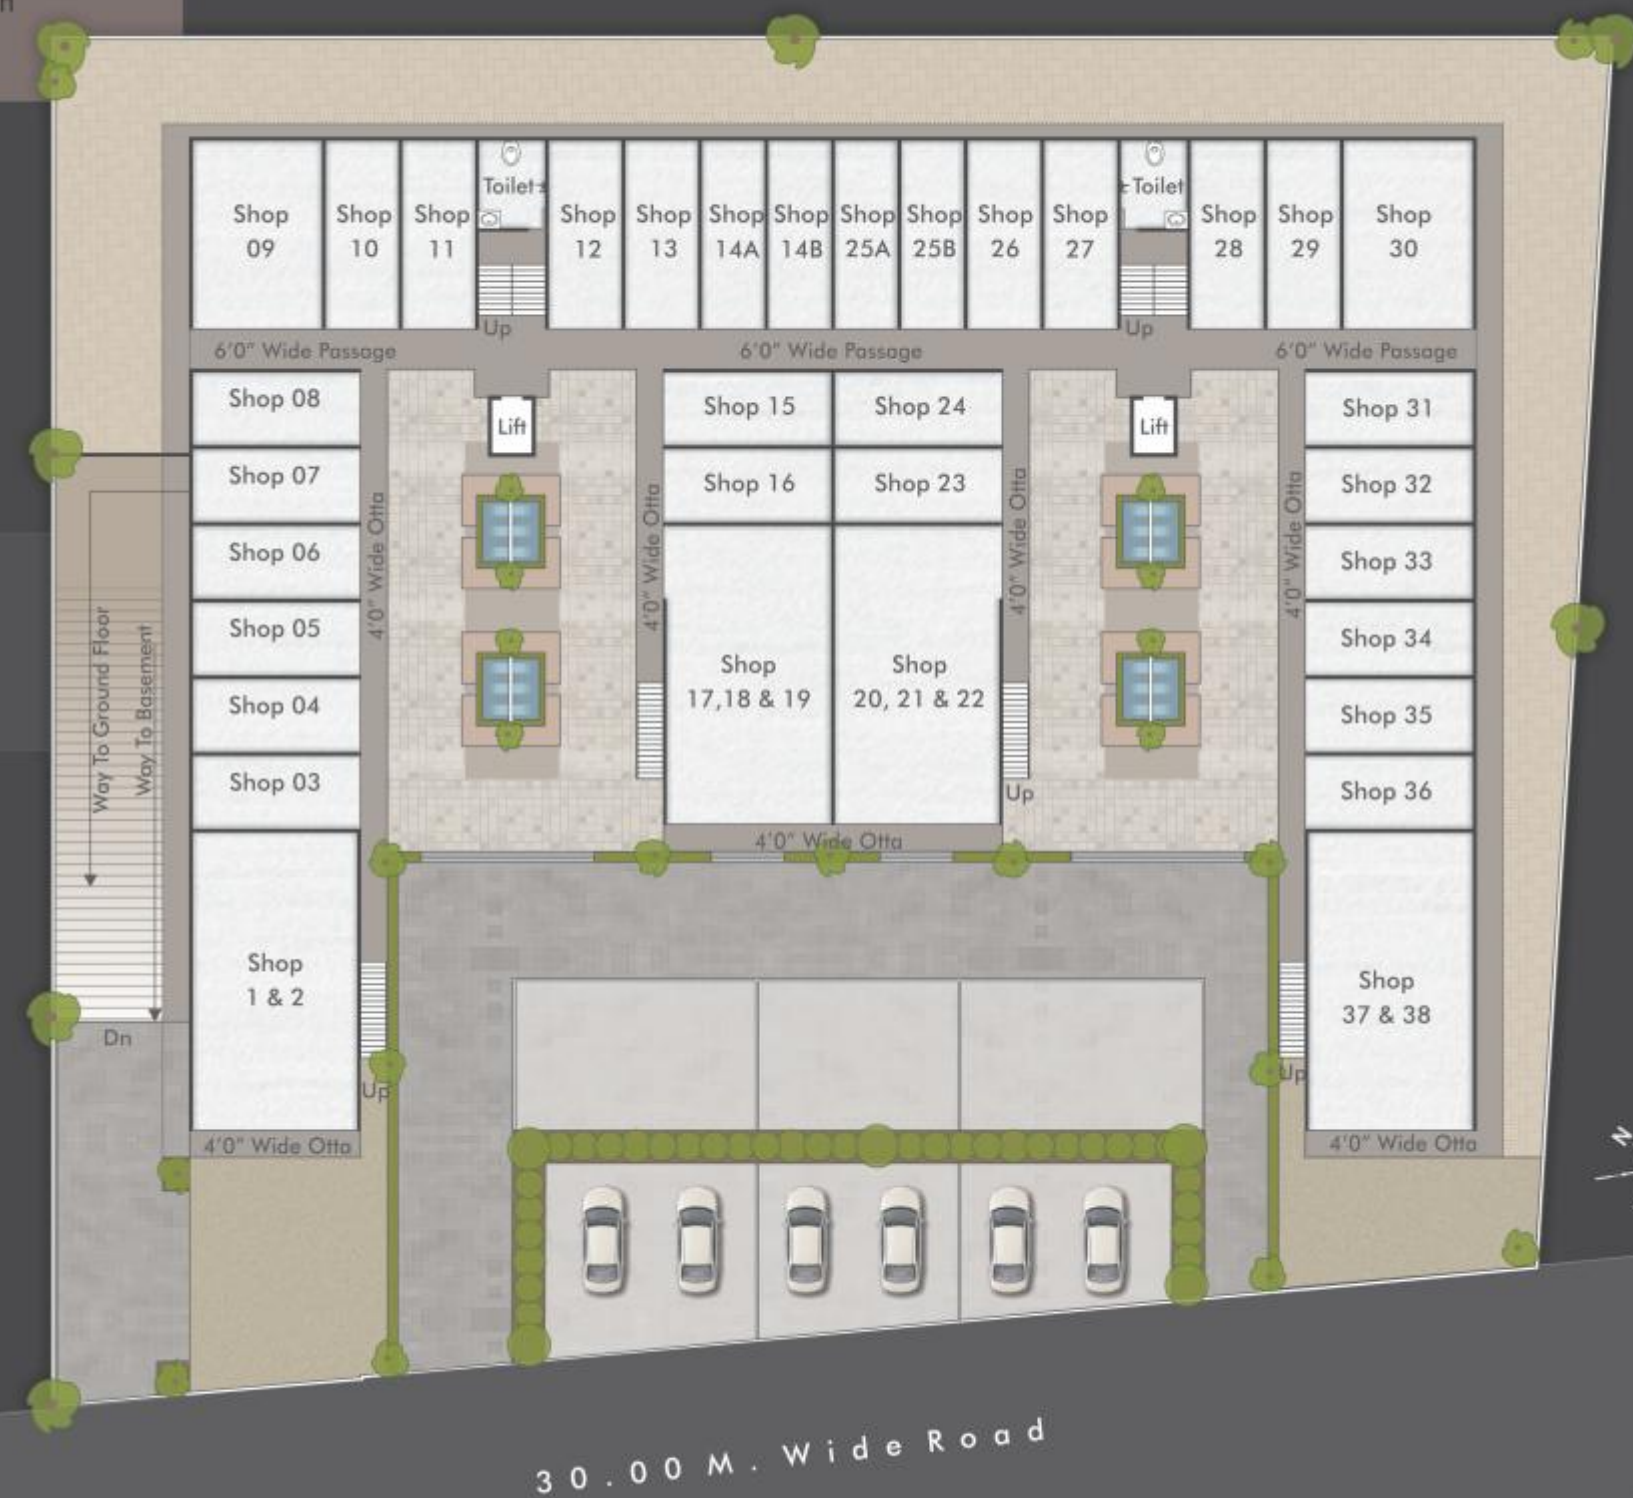 Toilet
Toilet
Shop
09
Shop
10
Shop
11
Shop
12
Shop
13
Shop
14A
Shop
14B
Shop
25A
Shop
25B
Shop
26
Shop
27
Shop
28
Shop
29
Shop
30
Up
Up
6'0" Wide Passage
6'0" Wide Passage
6'0" Wide Passage
Shop 08
Lift
Shop 15
Shop 24
Lift
Shop 31
Shop 07
Shop 16
Shop 23
Shop 32
4'0" Wide Otta
4'0" Wide Otta
4'0" Wide Otta
4'0" Wide Otta
Shop 06
Shop 33
Shop 05
Shop 34
Way To Ground Floor
Way To Basement
Shop
17,18 & 19
Shop
20, 21 & 22
Shop 04
Shop 35
Shop 03
Up
Shop 36
4'0" Wide Otta
Shop
1 & 2
Shop
37 & 38
Dn
Up
Up
4'0" Wide Otta
4'0" Wide Otta
N
30.00 M. Wide Road